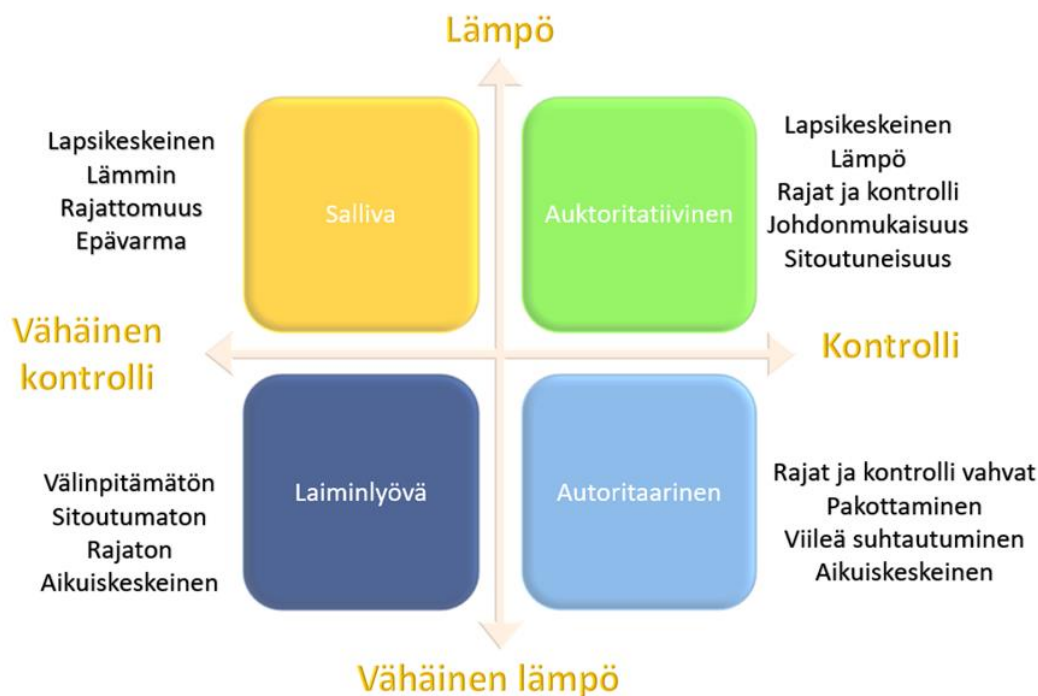 Lämpö
Lapsikeskeinen
Lämmin
Rajattomuus
Epävarma
Salliva
Auktoritatiivinen
Lapsikeskeinen
Lämpö
Rajat ja kontrolli
Johdonmukaisuus
Sitoutuneisuus
Vähäinen
kontrolli
Kontrolli
Välinpitämätön
Sitoutumaton
Rajaton
Aikuiskeskeinen
Laiminlyövä
Autoritaarinen
Rajat ja kontrolli vahvat
Pakottaminen
Viileä suhtautuminen
Aikuiskeskeinen
Vähäinen lämpö